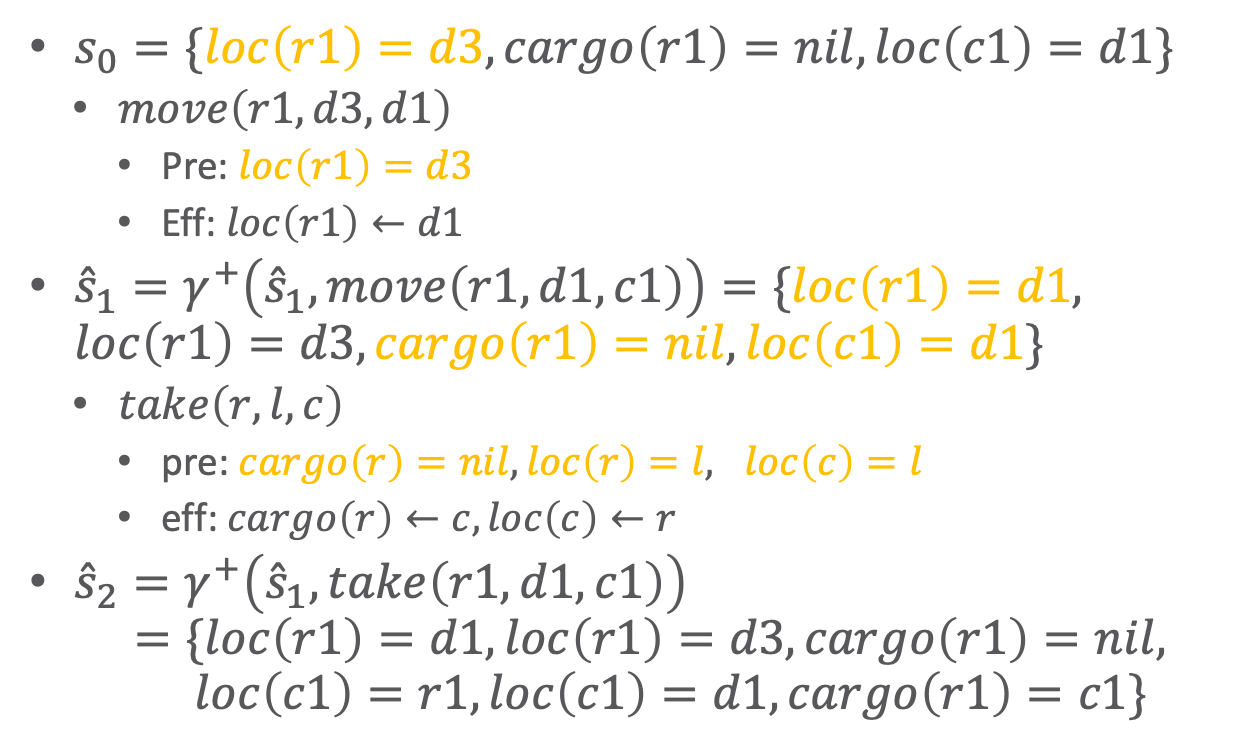 • s₀ = {loc(r1) = d3, cargo(r1) = nil, loc(c1) = d1}
• move(r1, d3, d1)
• Pre: loc(r1) = d3
• Eff: loc(r1) ← d1
• ŝ₁ = γ⁺(ŝ₁, move(r1, d1, c1)) = {loc(r1) = d1,
loc(r1) = d3, cargo(r1) = nil, loc(c1) = d1}
• take(r, l, c)
• pre: cargo(r) = nil, loc(r) = l, loc(c) = l
• eff: cargo(r) ← c, loc(c) ← r
• ŝ₂ = γ⁺(ŝ₁, take(r1, d1, c1))
= {loc(r1) = d1, loc(r1) = d3, cargo(r1) = nil,
loc(c1) = r1, loc(c1) = d1, cargo(r1) = c1}